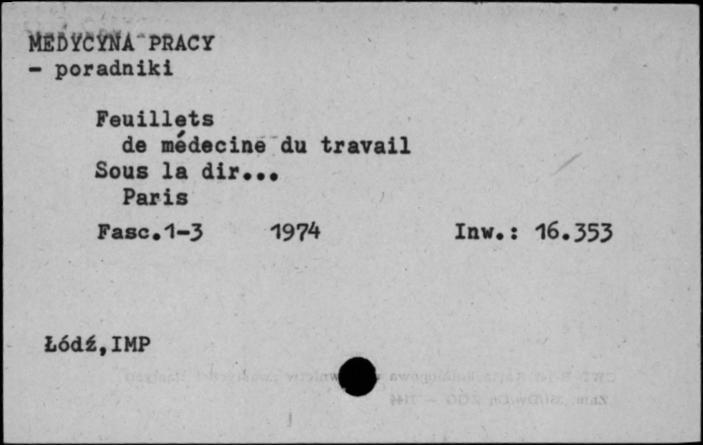 MEDYCYNA PRACY
- poradniki
Feuillets
de médecine du travail
Sous la dir...
Paris
Fasc.1-3 1974 Inw.: 16.353
Łódź,IMP